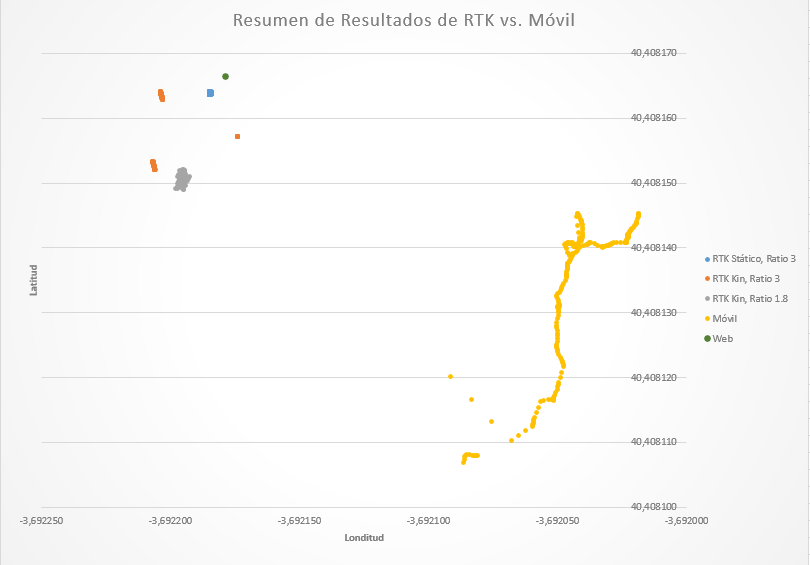 Resumen de Resultados de RTK vs. Móvil
40,408170
40,408160
40,408150
40,408140
40,408130
40,408120
40,408110
40,408100
Latitud
-3,692250
-3,692200
-3,692150
-3,692100
-3,692050
-3,692000
Londitud
RTK Stático, Ratio 3
RTK Kin, Ratio 3
RTK Kin, Ratio 1.8
Móvil
Web